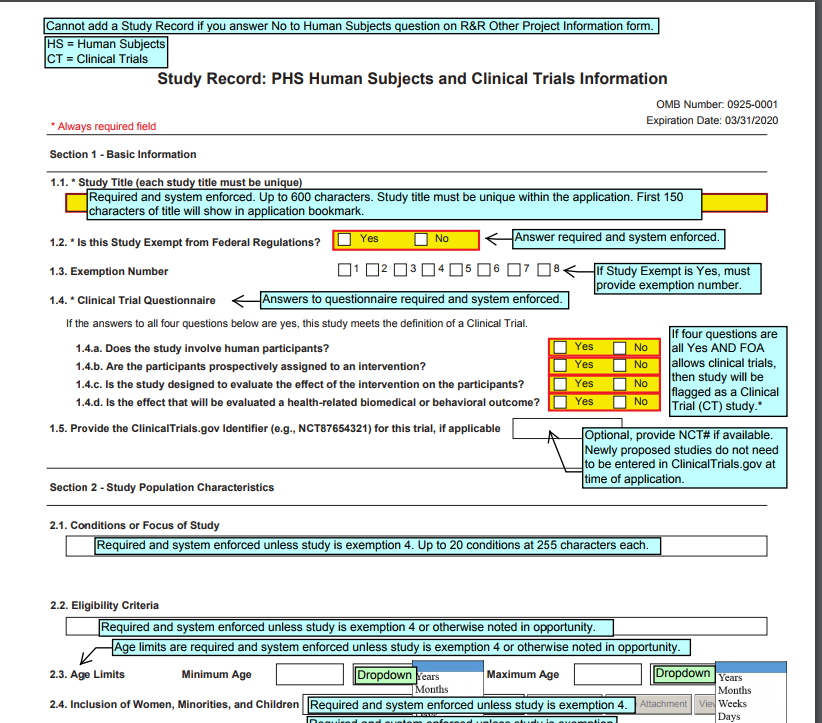 Cannot add a Study Record if you answer No to Human Subjects question on R&R Other Project Information form.
HS = Human Subjects
CT = Clinical Trials
Study Record: PHS Human Subjects and Clinical Trials Information
OMB Number: 0925-0001
Expiration Date: 03/31/2020
* Always required field
Section 1 - Basic Information
1.1. * Study Title (each study title must be unique)
Required and system enforced. Up to 600 characters. Study title must be unique within the application. First 150
characters of title will show in application bookmark.
1.2. * Is this Study Exempt from Federal Regulations? Yes No Answer required and system enforced.
1.3. Exemption Number 1 2 3 4 5 6 7 8
If Study Exempt is Yes, must
provide exemption number.
1.4. * Clinical Trial Questionnaire Answers to questionnaire required and system enforced.
If the answers to all four questions below are yes, this study meets the definition of a Clinical Trial.
1.4.a. Does the study involve human participants? Yes No
1.4.b. Are the participants prospectively assigned to an intervention? Yes No
1.4.c. Is the study designed to evaluate the effect of the intervention on the participants? Yes No
1.4.d. Is the effect that will be evaluated a health-related biomedical or behavioral outcome? Yes No
If four questions are
all Yes AND FOA
allows clinical trials,
then study will be
flagged as a Clinical
Trial (CT) study.*
1.5. Provide the ClinicalTrials.gov Identifier (e.g., NCT87654321) for this trial, if applicable
Optional, provide NCT# if available.
Newly proposed studies do not need
to be entered in ClinicalTrials.gov at
time of application.
Section 2 - Study Population Characteristics
2.1. Conditions or Focus of Study
Required and system enforced unless study is exemption 4. Up to 20 conditions at 255 characters each.
2.2. Eligibility Criteria
Required and system enforced unless study is exemption 4 or otherwise noted in opportunity.
Age limits are required and system enforced unless study is exemption 4 or otherwise noted in opportunity.
2.3. Age Limits Minimum Age Dropdown Years Maximum Age Dropdown Years
Months Months
2.4. Inclusion of Women, Minorities, and Children Required and system enforced unless study is exemption 4. Attachment Weeks
Days
Required and system enforced unless study is exemption